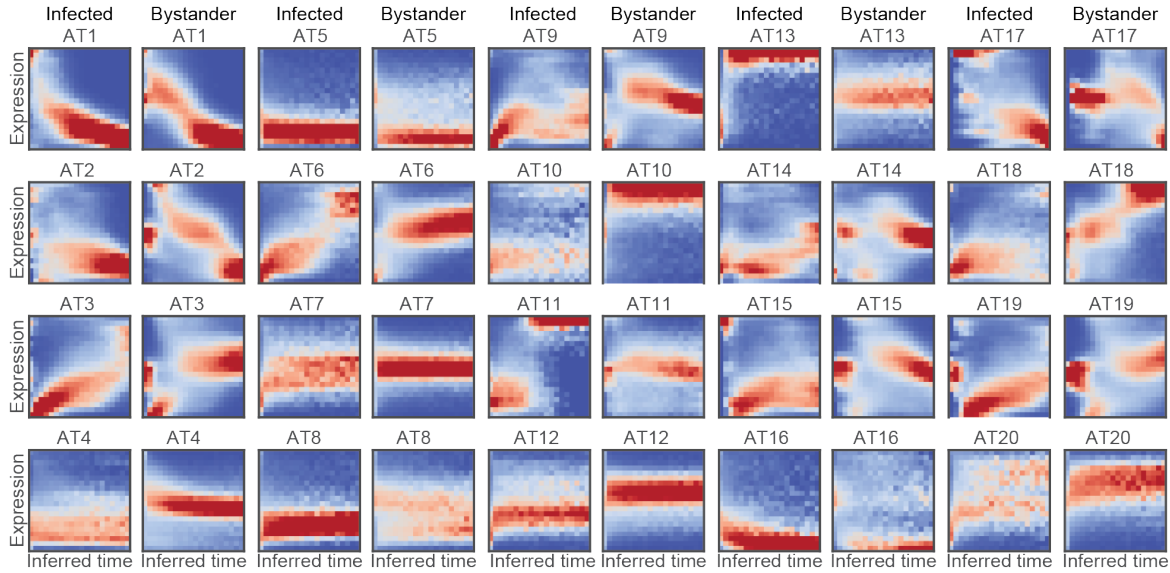 Infected Bystander Infected Bystander Infected Bystander Infected Bystander Infected Bystander
AT1 AT1 AT5 AT5 AT9 AT9 AT13 AT13 AT17 AT17
Expression
AT2 AT2 AT6 AT6 AT10 AT10 AT14 AT14 AT18 AT18
Expression
AT3 AT3 AT7 AT7 AT11 AT11 AT15 AT15 AT19 AT19
Expression
AT4 AT4 AT8 AT8 AT12 AT12 AT16 AT16 AT20 AT20
Expression
Inferred time Inferred time Inferred time Inferred time Inferred time Inferred time Inferred time Inferred time Inferred time Inferred time